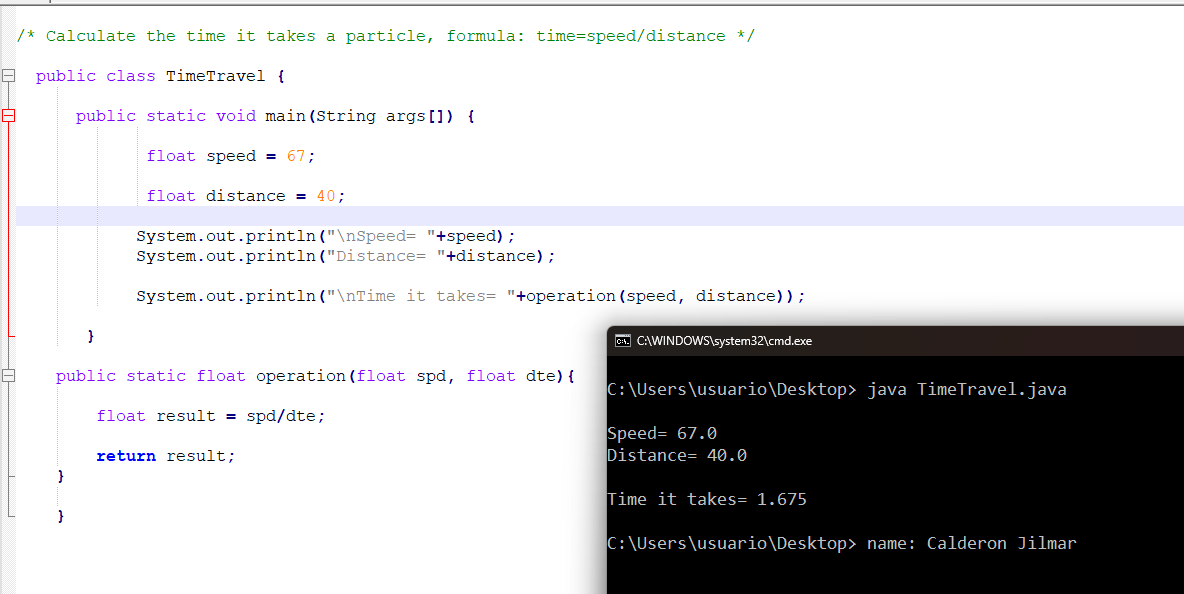 /* Calculate the time it takes a particle, formula: time=speed/distance */
public class TimeTravel {
public static void main(String args[]) {
float speed = 67;
float distance = 40;
System.out.println("\nSpeed= "+speed);
System.out.println("Distance= "+distance);
System.out.println("\nTime it takes= "+operation(speed, distance));
}
public static float operation(float spd, float dte){
float result = spd/dte;
return result;
}
}
C:\WINDOWS\system32\cmd.exe
C:\Users\usuario\Desktop> java TimeTravel.java
Speed= 67.0
Distance= 40.0
Time it takes= 1.675
C:\Users\usuario\Desktop> name: Calderon Jilmar